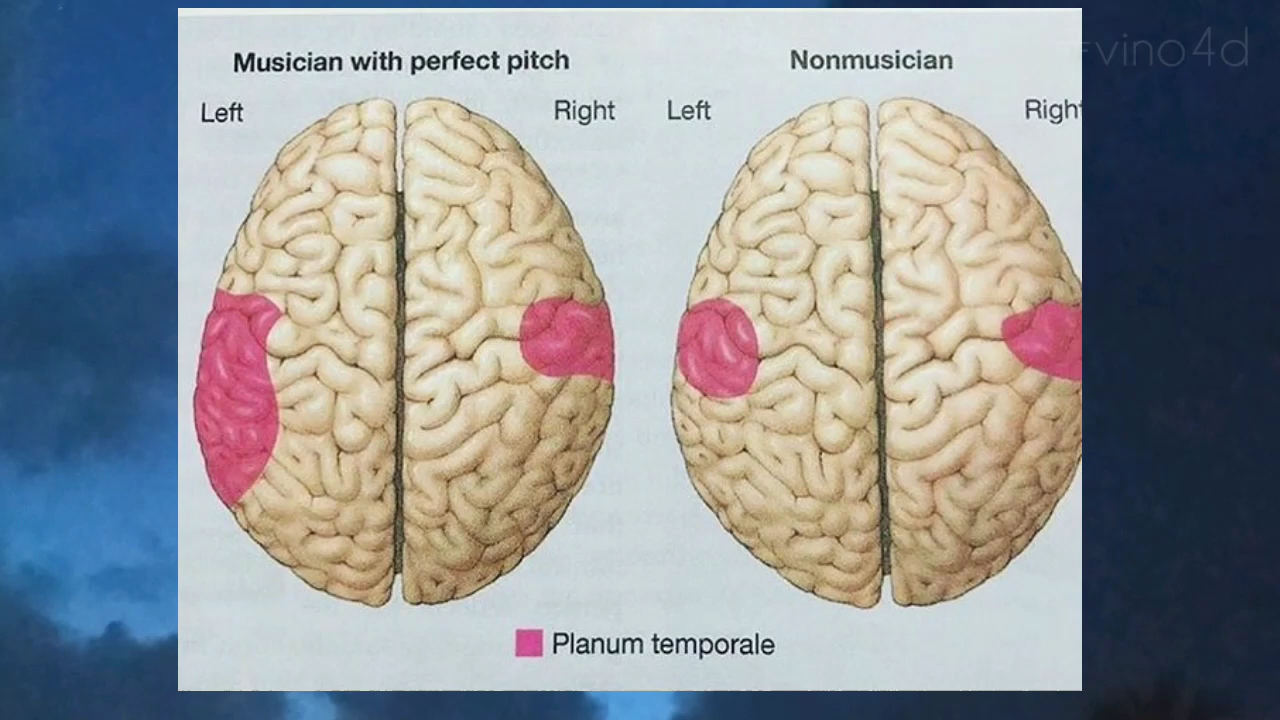 vino4d
Musician with perfect pitch
Nonmusician
Left
Right
Left
Right
Planum temporale